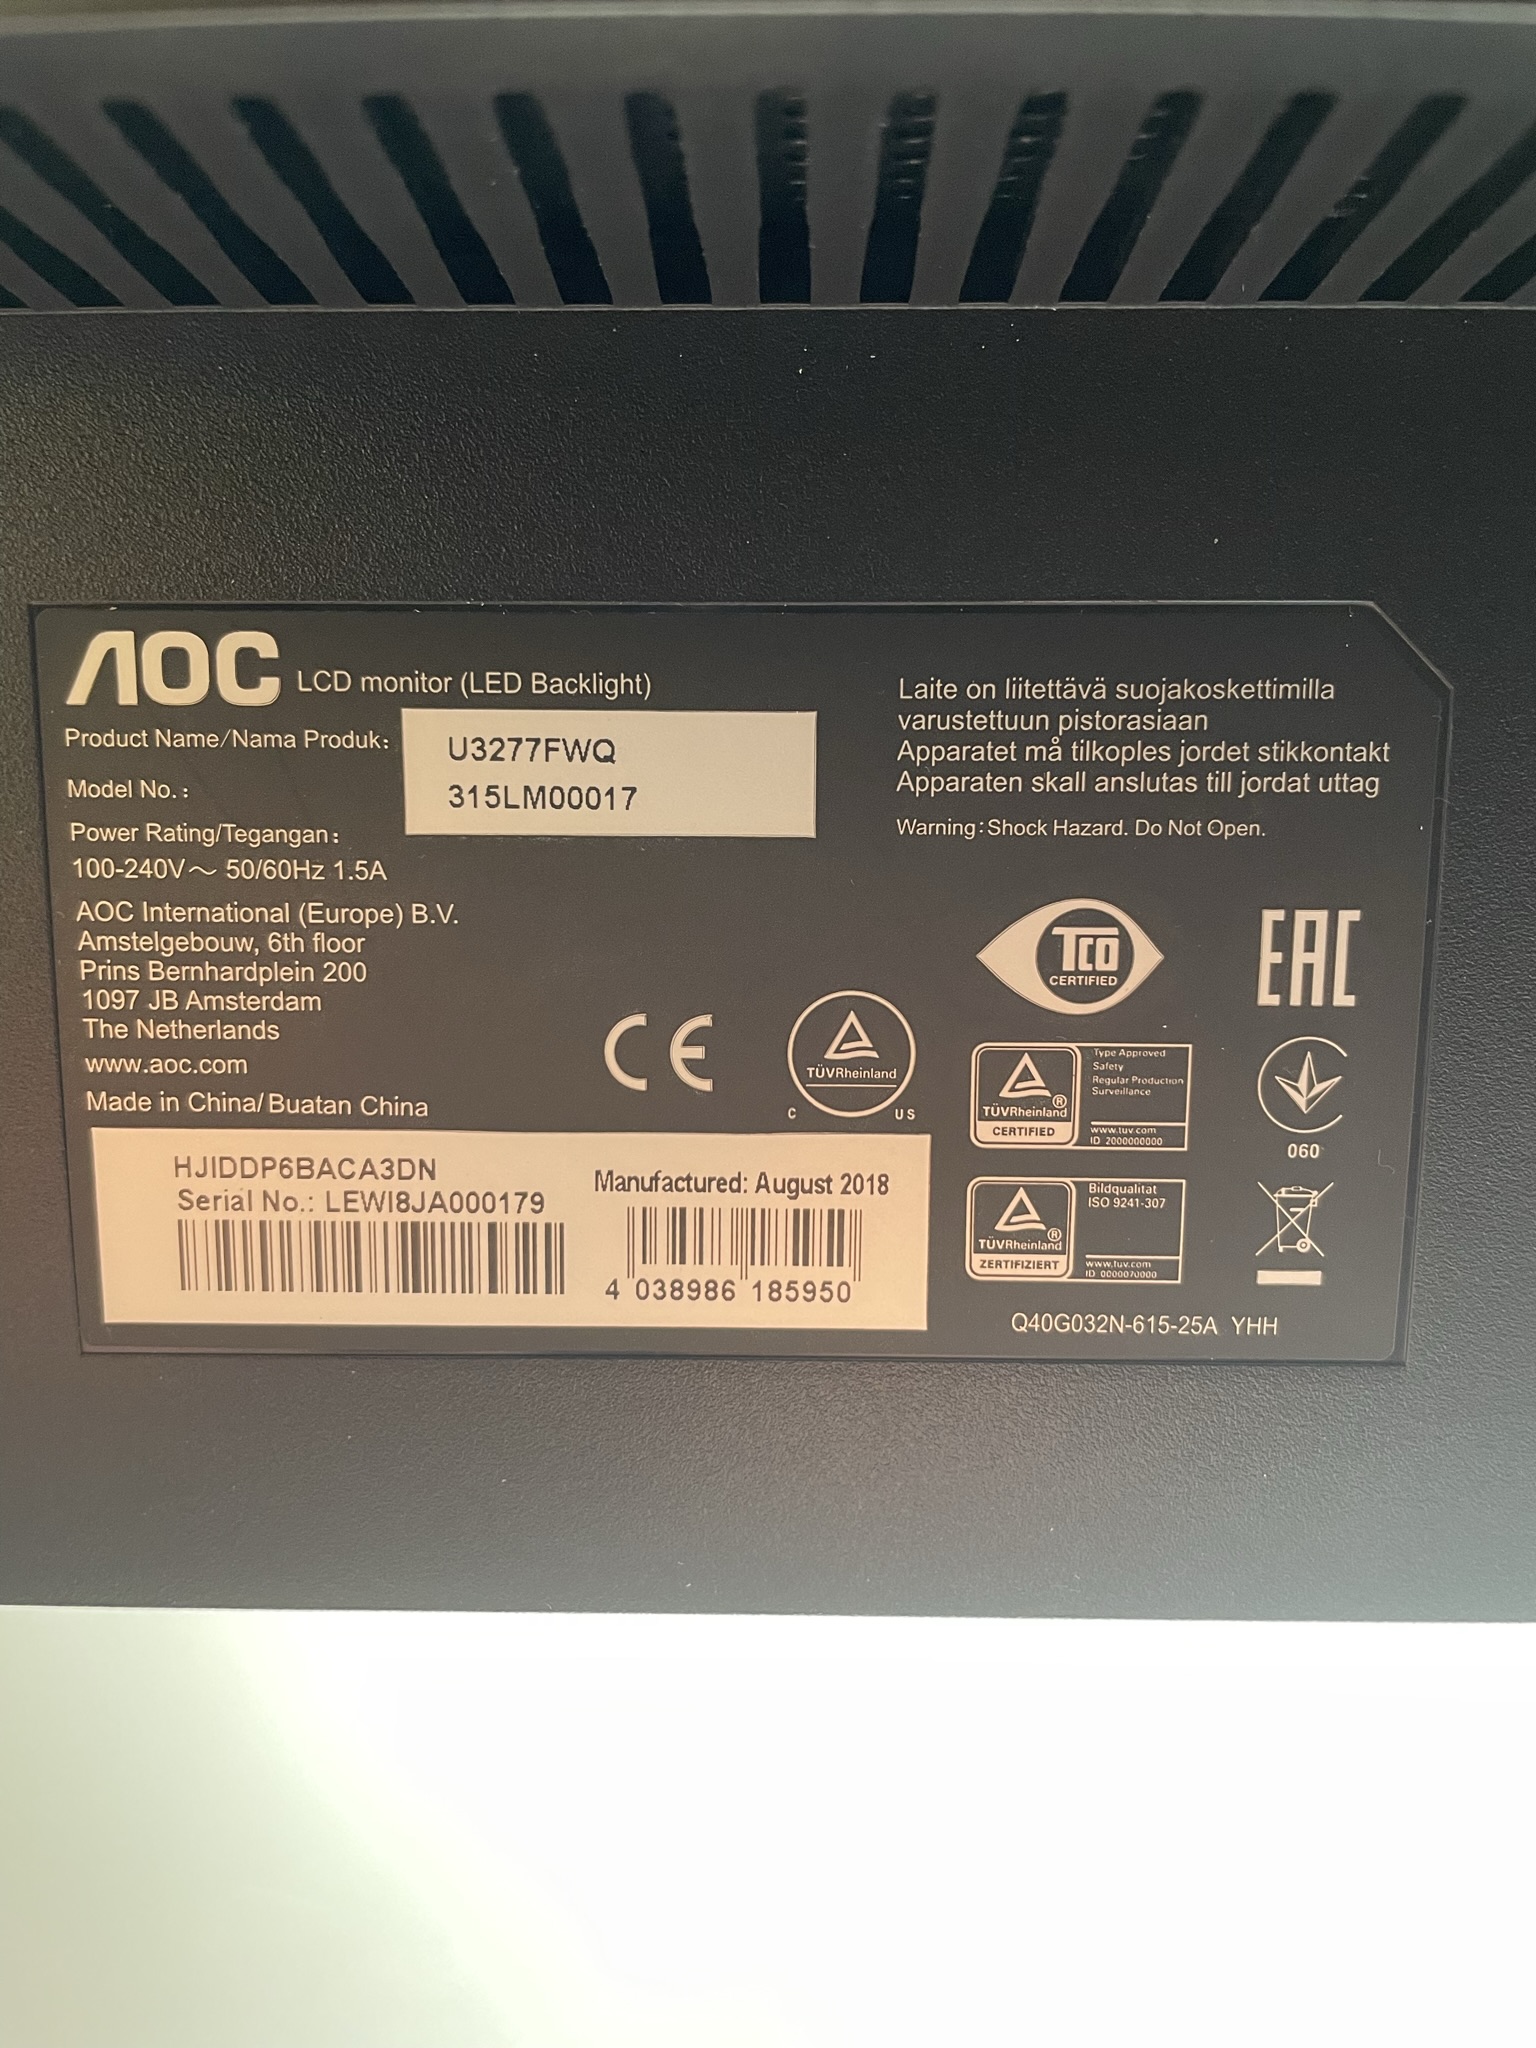 AOC LCD monitor (LED Backlight)
Product Name/Nama Produk: U3277FWQ
Model No.: 315LM00017
Power Rating/Tegangan:
100-240V～ 50/60Hz 1.5A
AOC International (Europe) B.V.
Amstelgebouw, 6th floor
Prins Bernhardplein 200
1097 JB Amsterdam
The Netherlands
www.aoc.com
Made in China/Buatan China
HJIDDP6BACA3DN
Serial No.: LEWI8JA000179
Manufactured: August 2018
4 038986 185950
Laite on liitettävä suojakoskettimilla
varustettuun pistorasiaan
Apparatet må tilkoples jordet stikkontakt
Apparaten skall anslutas till jordat uttag
Warning: Shock Hazard. Do Not Open.
TCO
CERTIFIED
EAC
CE
TÜVRheinland
C US
TÜVRheinland®
CERTIFIED
Type Approved
Safety
Regular Production
Surveillance
www.tuv.com
ID 2000000000
060
TÜVRheinland®
ZERTIFIZIERT
Bildqualitat
ISO 9241-307
www.tuv.com
ID 0000070000
Q40G032N-615-25A YHH